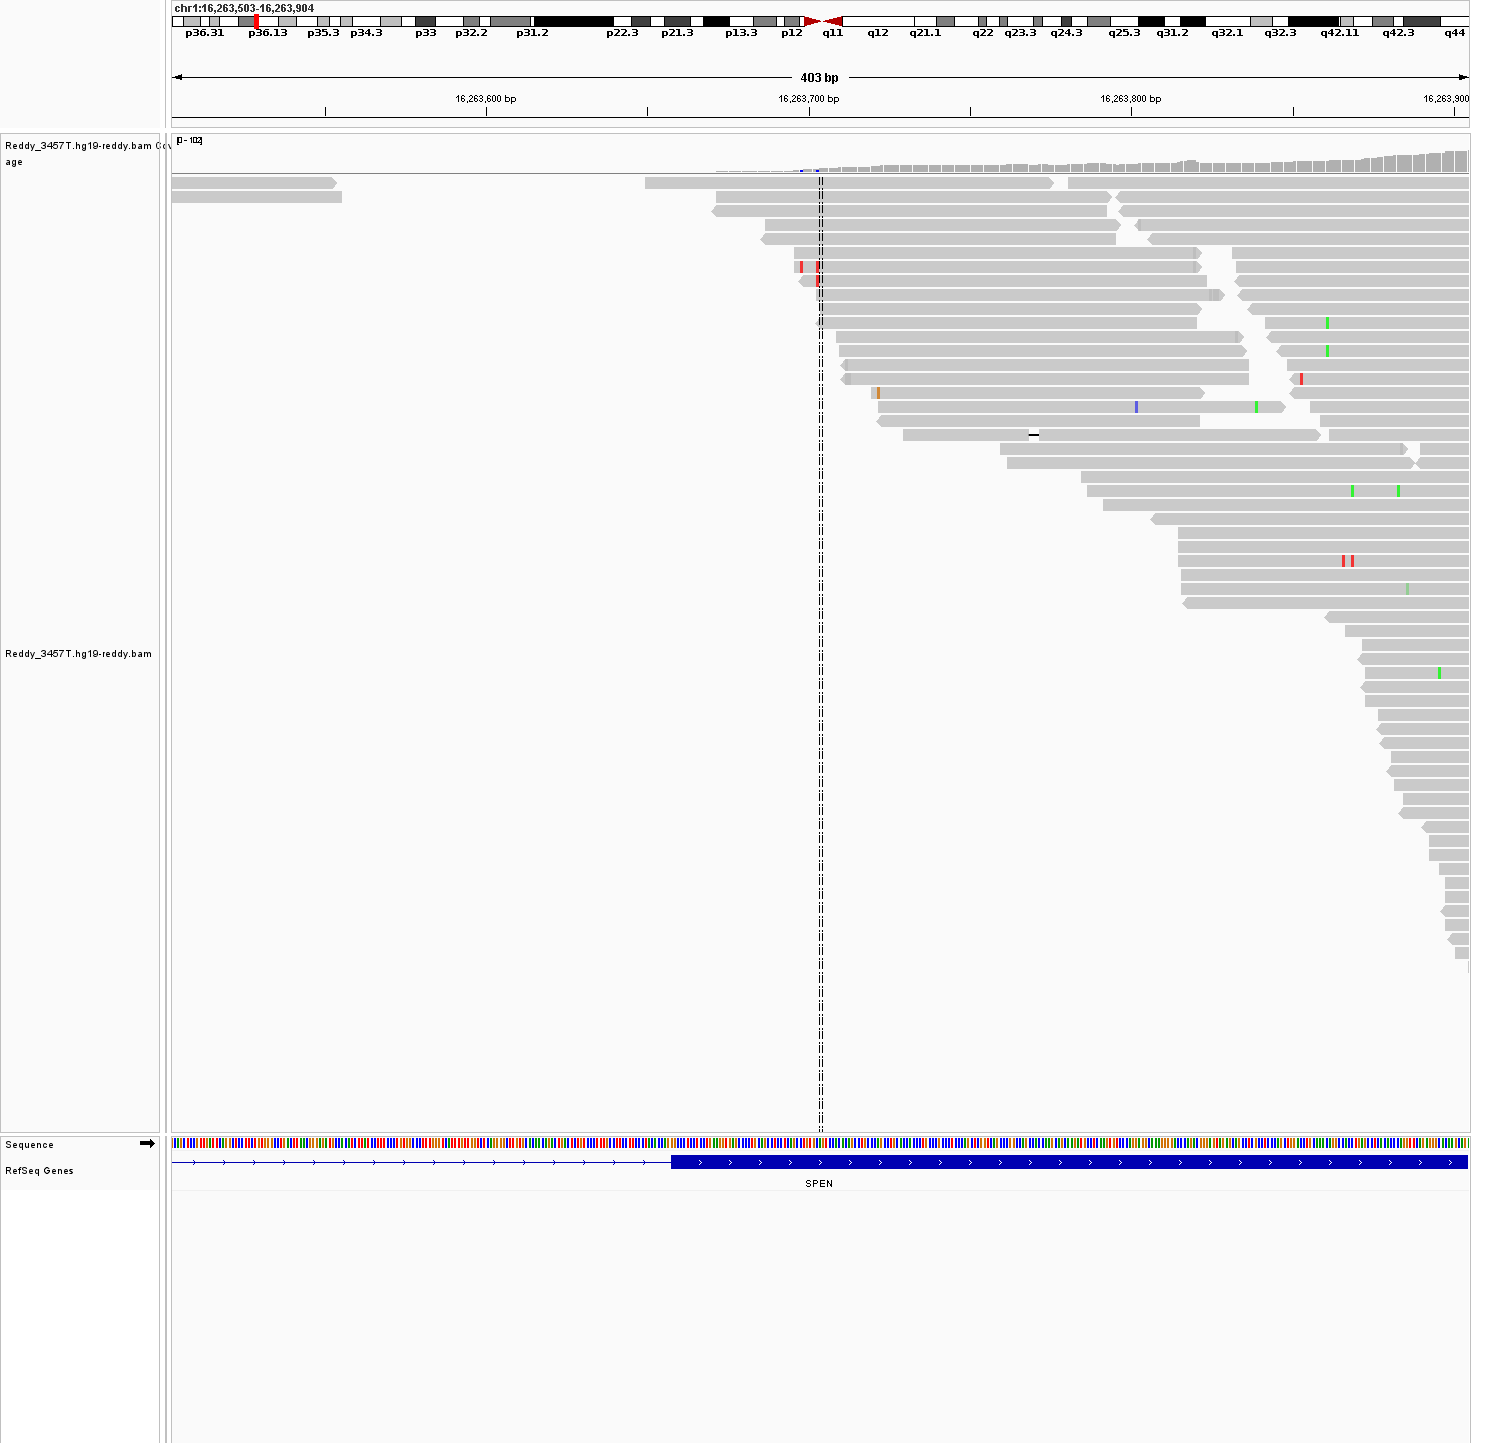 chr1:16,263,503-16,263,904
p36.31 p36.13 p35.3 p34.3 p33 p32.2 p31.2 p22.3 p21.3 p13.3 p12 q11 q12 q21.1 q22 q23.3 q24.3 q25.3 q31.2 q32.1 q32.3 q42.11 q42.3 q44
403 bp
16,263,600 bp 16,263,700 bp 16,263,800 bp 16,263,900
Reddy_3457T.hg19-reddy.bam Cov
age
[0 - 102]
Reddy_3457T.hg19-reddy.bam
Sequence
RefSeq Genes
SPEN